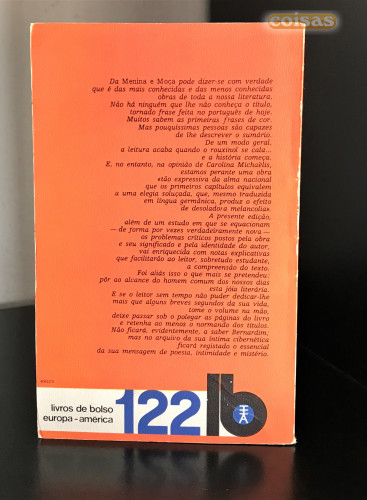 coisas
Da Menina e Moça pode dizer-se com verdade
que é das mais conhecidas e das menos conhecidas
obras de toda a nossa literatura.
Não há ninguém que lhe não conheça o título,
tornado frase feita no português de hoje.
Muitos sabem as primeiras frases de cor.
Mas pouquíssimas pessoas são capazes
de lhe descrever o sumário.
De um modo geral,
a leitura acaba quando o rouxinol se cala...
e a história começa.
E, no entanto, na opinião de Carolina Michaëlis,
estamos perante uma obra
«tão expressiva da alma nacional
que os primeiros capítulos equivalem
a uma elegia soluçada, que, mesmo traduzida
em língua germânica, produz o efeito
de desoladora melancolia».
A presente edição,
além de um estudo em que se equacionam
— de forma por vezes verdadeiramente nova —
os problemas críticos postos pela obra
e seu significado e pela identidade do autor,
vai enriquecida com notas explicativas
que facilitarão ao leitor, sobretudo estudante,
a compreensão do texto.
Foi aliás isso o que mais se pretendeu:
pôr ao alcance do homem comum dos nossos dias
esta jóia literária.
E se o leitor sem tempo não puder dedicar-lhe
mais que alguns breves segundos da sua vida,
tome o volume na mão,
deixe passar sob o polegar as páginas do livro
e retenha ao menos o normando dos títulos.
Não ficará, evidentemente, a saber Bernardim;
mas no arquivo da sua íntima cibernética
ficará registado o essencial
da sua mensagem de poesia, intimidade e mistério.
livros de bolso
europa-américa
122
lb